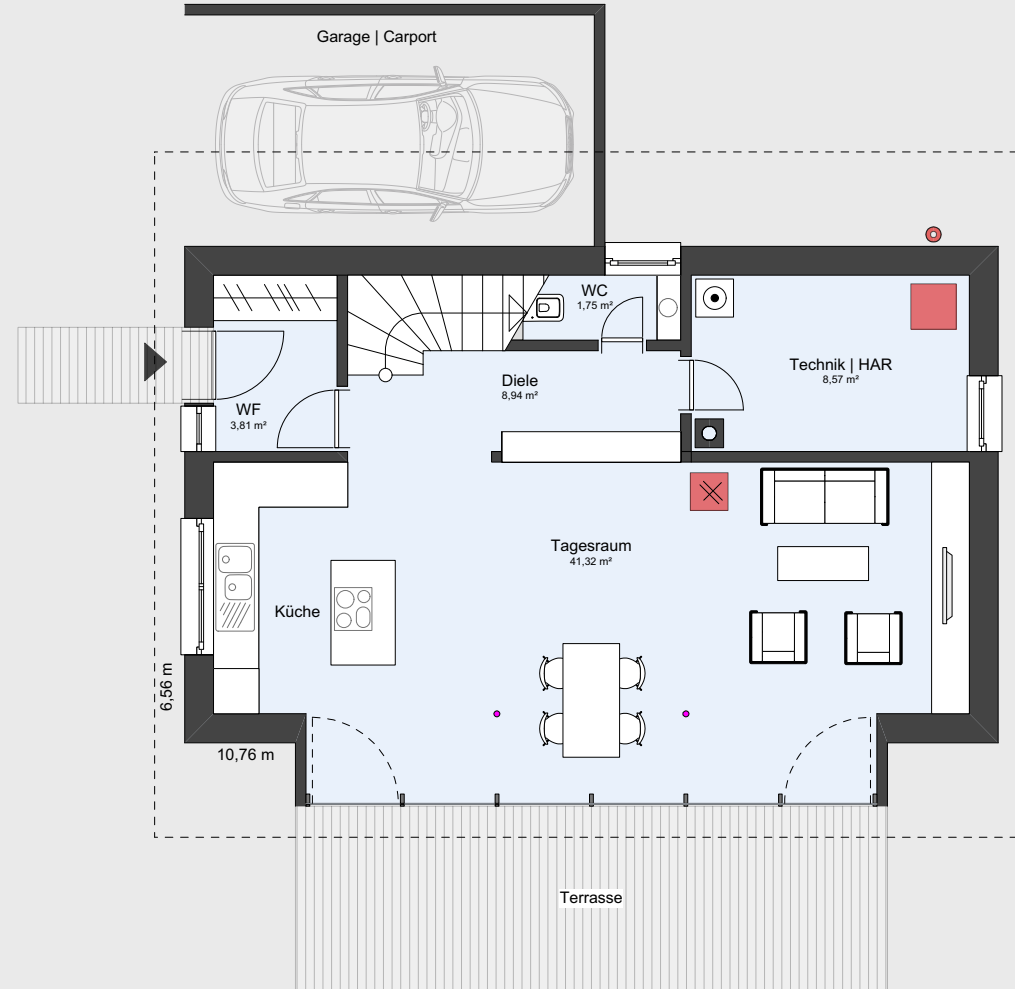 Garage | Carport
WC
1,75 m²
Technik | HAR
8,57 m²
Diele
8,94 m²
WF
3,81 m²
Tagesraum
41,32 m²
Küche
6,56 m
10,76 m
Terrasse